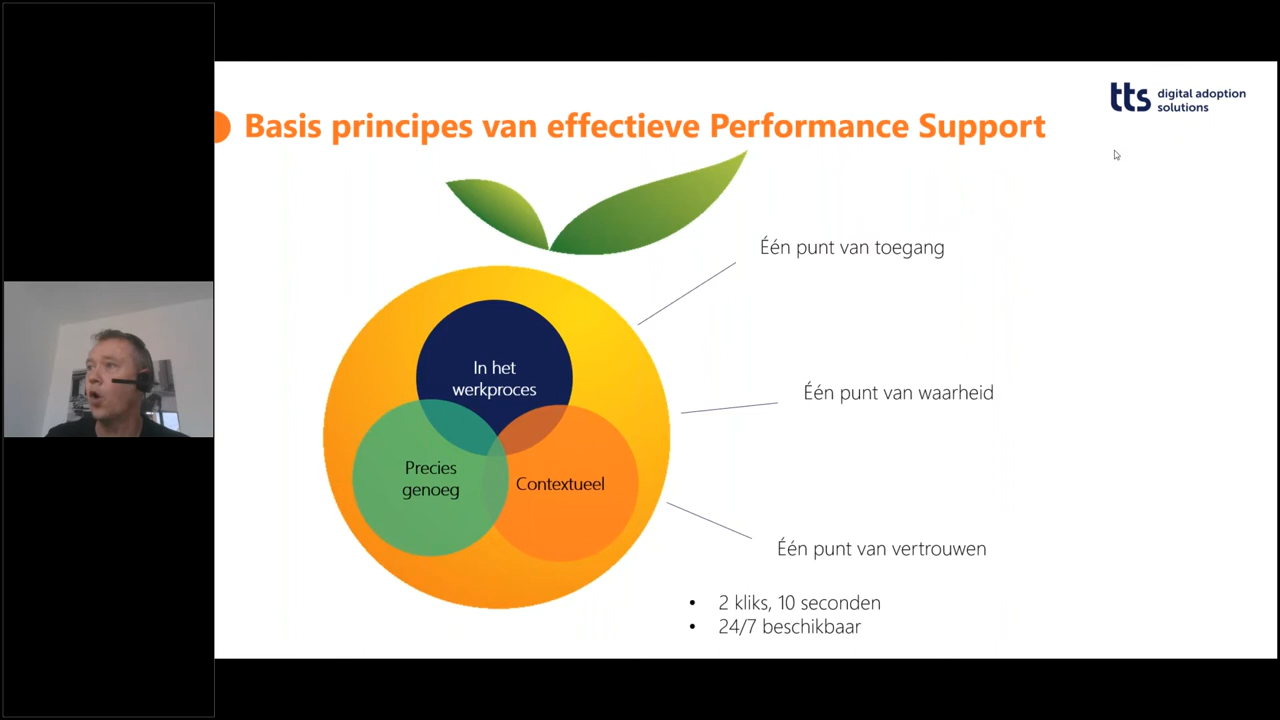 tts digital adoption
solutions
Basis principes van effectieve Performance Support
Één punt van toegang
In het
werkproces
Één punt van waarheid
Precies
genoeg
Contextueel
Één punt van vertrouwen
• 2 kliks, 10 seconden
• 24/7 beschikbaar